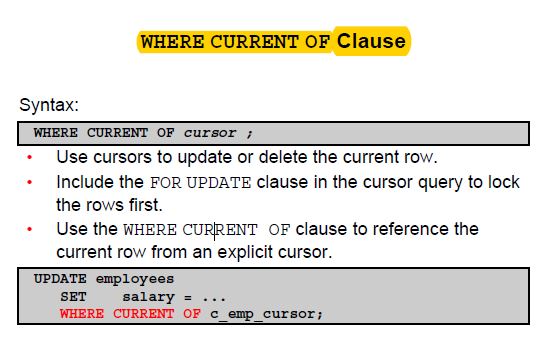 WHERE CURRENT OF Clause
Syntax:
WHERE CURRENT OF cursor ;
• Use cursors to update or delete the current row.
• Include the FOR UPDATE clause in the cursor query to lock
the rows first.
• Use the WHERE CURRENT OF clause to reference the
current row from an explicit cursor.
UPDATE employees
SET salary = ...
WHERE CURRENT OF c_emp_cursor;